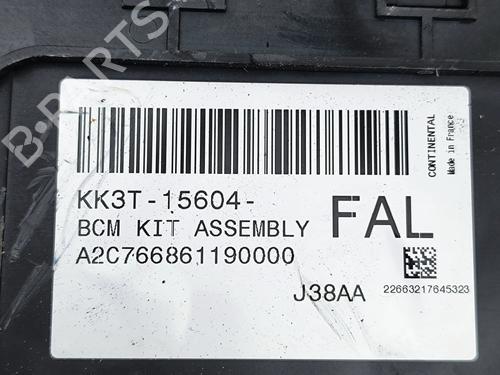 B-PARTS
KK3T-15604-
BCM KIT ASSEMBLY
FAL
A2C766861190000
J38AA
22663217645323
CONTINENTAL
Made in France